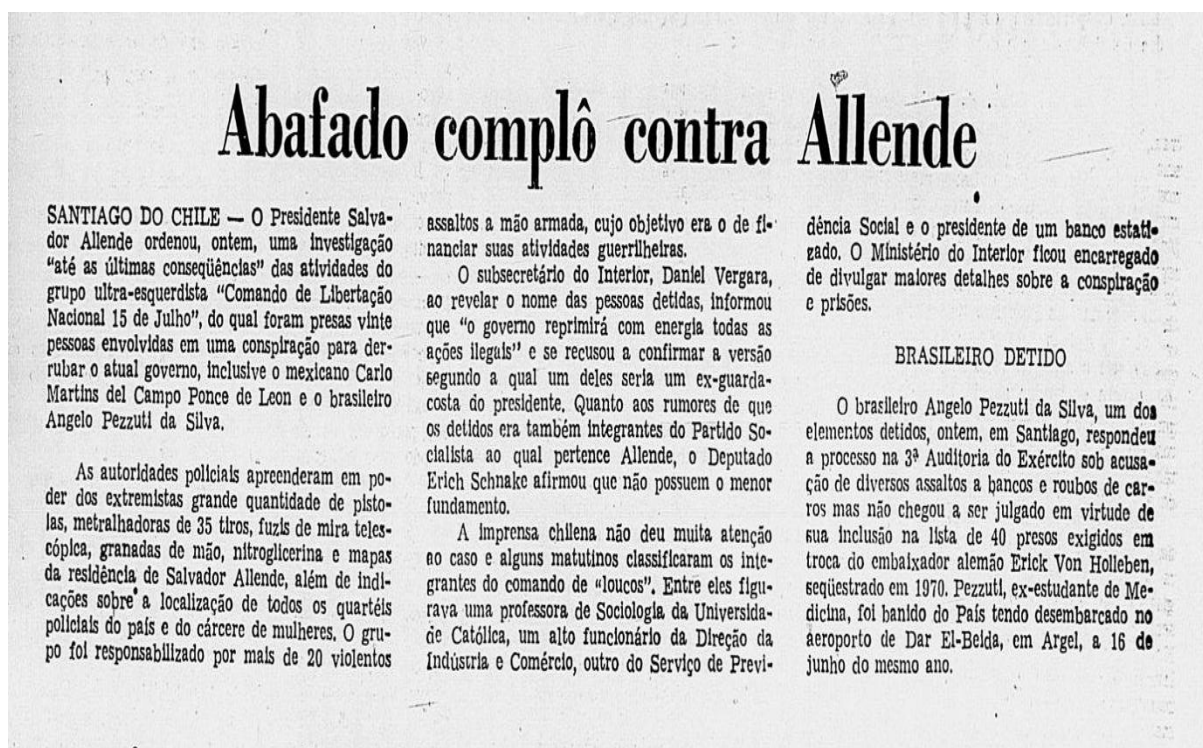 Abafado complô contra Allende
SANTIAGO DO CHILE — O Presidente Salva-
dor Allende ordenou, ontem, uma investigação
"até as últimas conseqüências" das atividades do
grupo ultra-esquerdista "Comando de Libertação
Nacional 15 de Julho", do qual foram presas vinte
pessoas envolvidas em uma conspiração para der-
rubar o atual governo, inclusive o mexicano Carlo
Martins del Campo Ponce de Leon e o brasileiro
Angelo Pezzuti da Silva.
As autoridades policiais apreenderam em po-
der dos extremistas grande quantidade de pisto-
las, metralhadoras de 35 tiros, fuzis de mira teles-
cópica, granadas de mão, nitroglicerina e mapas
da residência de Salvador Allende, além de indi-
cações sobre a localização de todos os quartéis
policiais do país e do cárcere de mulheres. O gru-
po foi responsabilizado por mais de 20 violentos
assaltos a mão armada, cujo objetivo era o de fi-
nanciar suas atividades guerrilheiras.
O subsecretário do Interior, Daniel Vergara,
ao revelar o nome das pessoas detidas, informou
que "o governo reprimirá com energia todas as
ações ilegais" e se recusou a confirmar a versão
segundo a qual um deles seria um ex-guarda-
costa do presidente. Quanto aos rumores de que
os detidos era também integrantes do Partido So-
cialista ao qual pertence Allende, o Deputado
Erich Schnake afirmou que não possuem o menor
fundamento.
A imprensa chilena não deu muita atenção
ao caso e alguns matutinos classificaram os inte-
grantes do comando de "loucos". Entre eles figu-
rava uma professora de Sociologia da Universida-
de Católica, um alto funcionário da Direção da
Indústria e Comércio, outro do Serviço de Previ-
dência Social e o presidente de um banco estati-
zado. O Ministério do Interior ficou encarregado
de divulgar maiores detalhes sobre a conspiração
e prisões.
BRASILEIRO DETIDO
O brasileiro Angelo Pezzuti da Silva, um dos
elementos detidos, ontem, em Santiago, respondeu
a processo na 3ª Auditoria do Exército sob acusa-
ção de diversos assaltos a bancos e roubos de car-
ros mas não chegou a ser julgado em virtude de
sua inclusão na lista de 40 presos exigidos em
troca do embaixador alemão Erick Von Holleben,
seqüestrado em 1970. Pezzuti, ex-estudante de Me-
dicina, foi banido do País tendo desembarcado no
aeroporto de Dar El-Beida, em Argel, a 16 de
junho do mesmo ano.